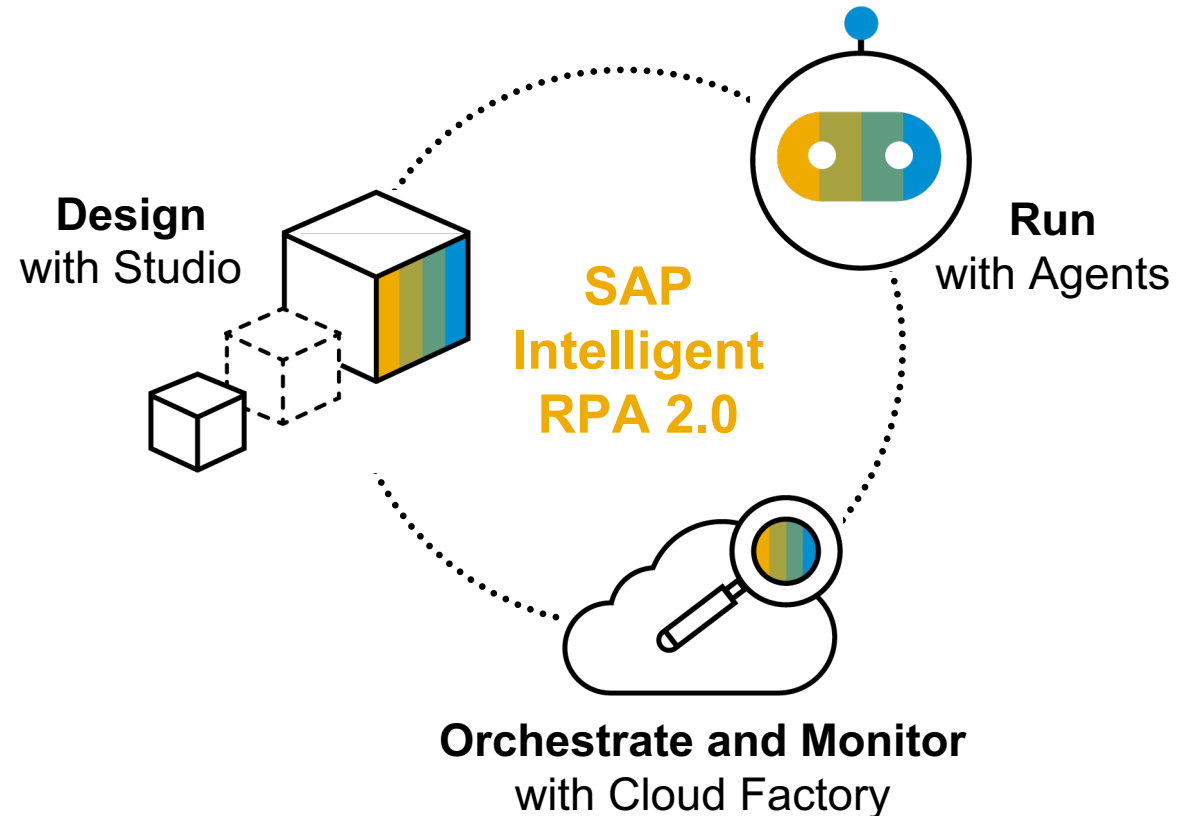 Design
with Studio
SAP
Intelligent
RPA 2.0
Run
with Agents
Orchestrate and Monitor
with Cloud Factory